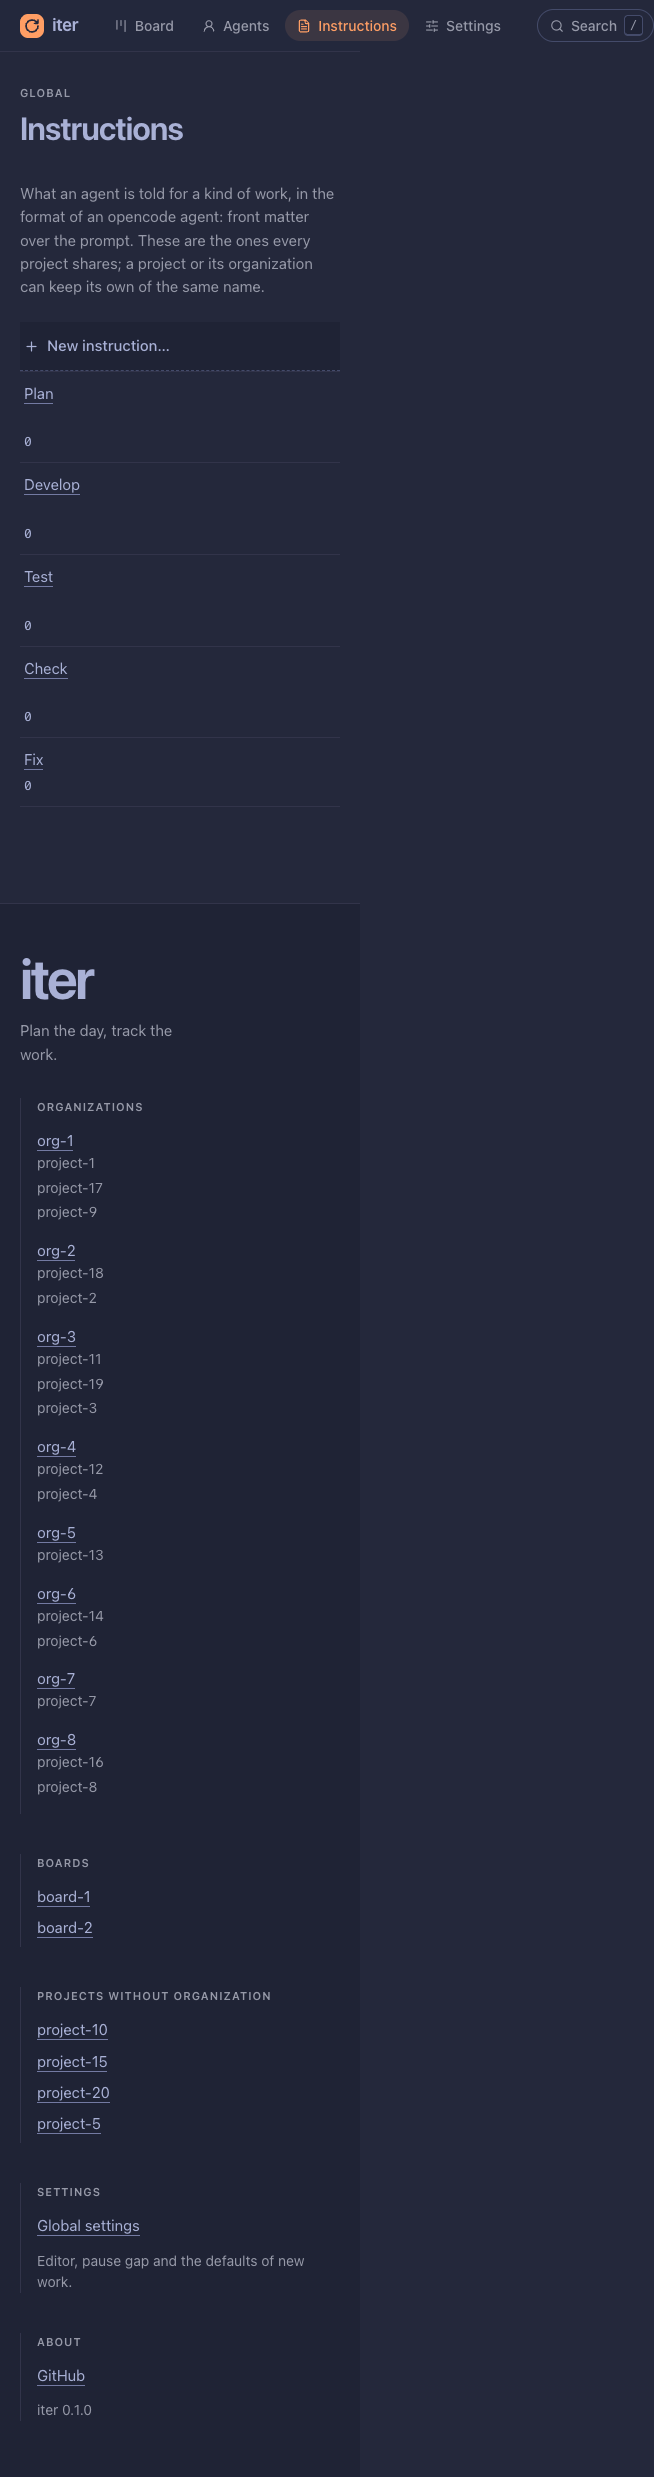 iter
Board
Agents
Instructions
Settings
Search /
GLOBAL
Instructions
What an agent is told for a kind of work, in the
format of an opencode agent: front matter
over the prompt. These are the ones every
project shares; a project or its organization
can keep its own of the same name.
+ New instruction...
Plan
0
Develop
0
Test
0
Check
0
Fix
0
iter
Plan the day, track the
work.
ORGANIZATIONS
org-1
project-1
project-17
project-9
org-2
project-18
project-2
org-3
project-11
project-19
project-3
org-4
project-12
project-4
org-5
project-13
org-6
project-14
project-6
org-7
project-7
org-8
project-16
project-8
BOARDS
board-1
board-2
PROJECTS WITHOUT ORGANIZATION
project-10
project-15
project-20
project-5
SETTINGS
Global settings
Editor, pause gap and the defaults of new
work.
ABOUT
GitHub
iter 0.1.0